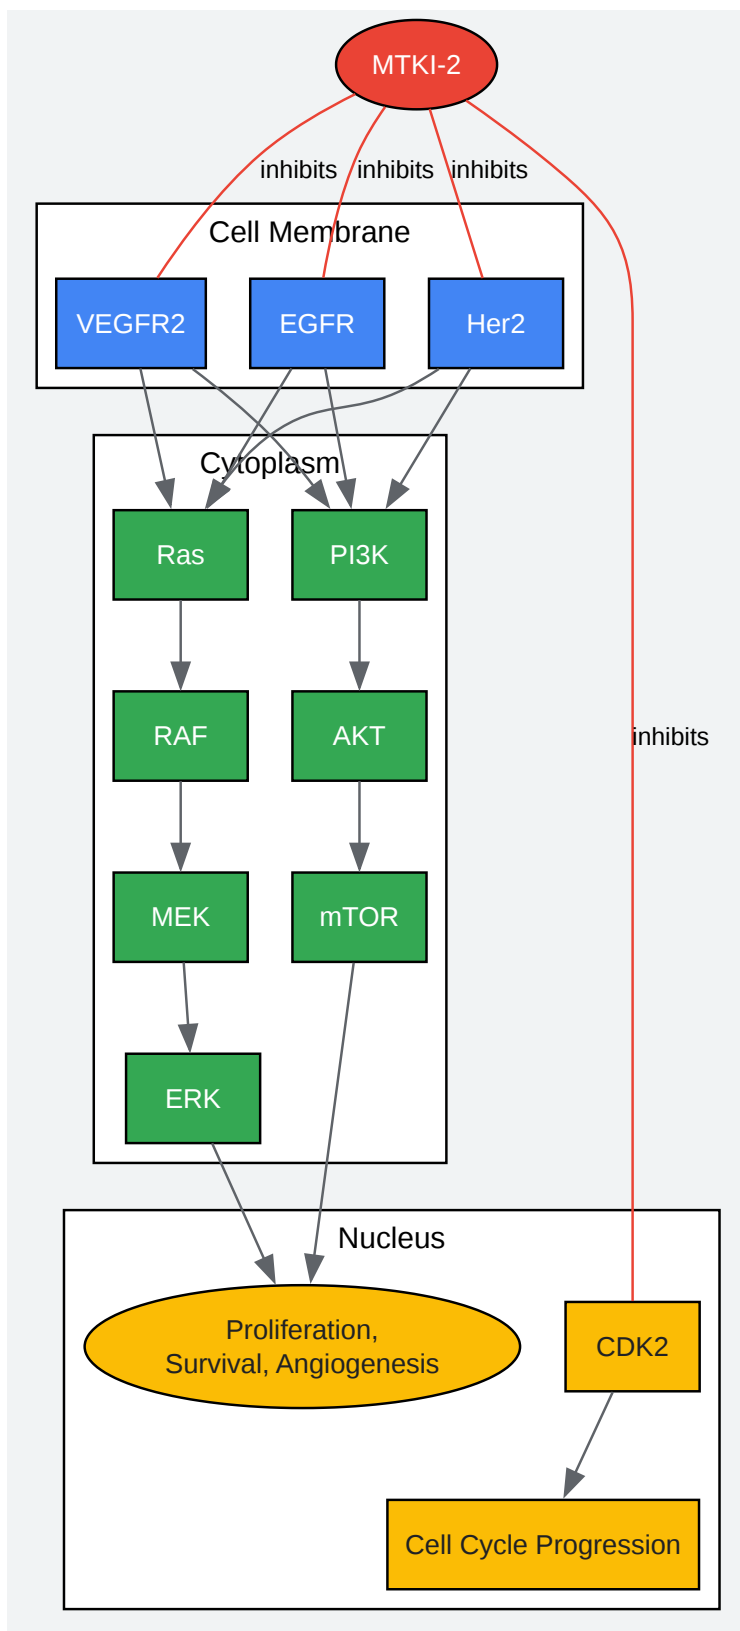 MTKI-2
inhibits inhibits inhibits
Cell Membrane
VEGFR2 EGFR Her2
Cytoplasm
Ras PI3K
RAF AKT
inhibits
MEK mTOR
ERK
Nucleus
Proliferation,
Survival, Angiogenesis
CDK2
Cell Cycle Progression